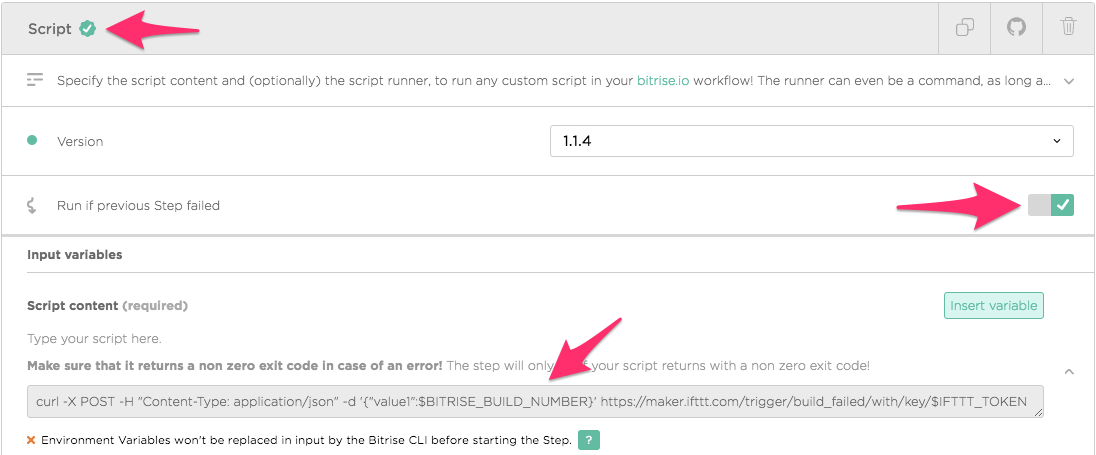 Script
Specify the script content and (optionally) the script runner, to run any custom script in your bitrise.io workflow! The runner can even be a command, as long a...
Version
1.1.4
Run if previous Step failed
Input variables
Script content (required)
Insert variable
Type your script here.
Make sure that it returns a non zero exit code in case of an error! The step will only if your script returns with a non zero exit code!
curl -X POST -H "Content-Type: application/json" -d '{"value1":$BITRISE_BUILD_NUMBER}' https://maker.ifttt.com/trigger/build_failed/with/key/$IFTTT_TOKEN
Environment Variables won't be replaced in input by the Bitrise CLI before starting the Step. ?